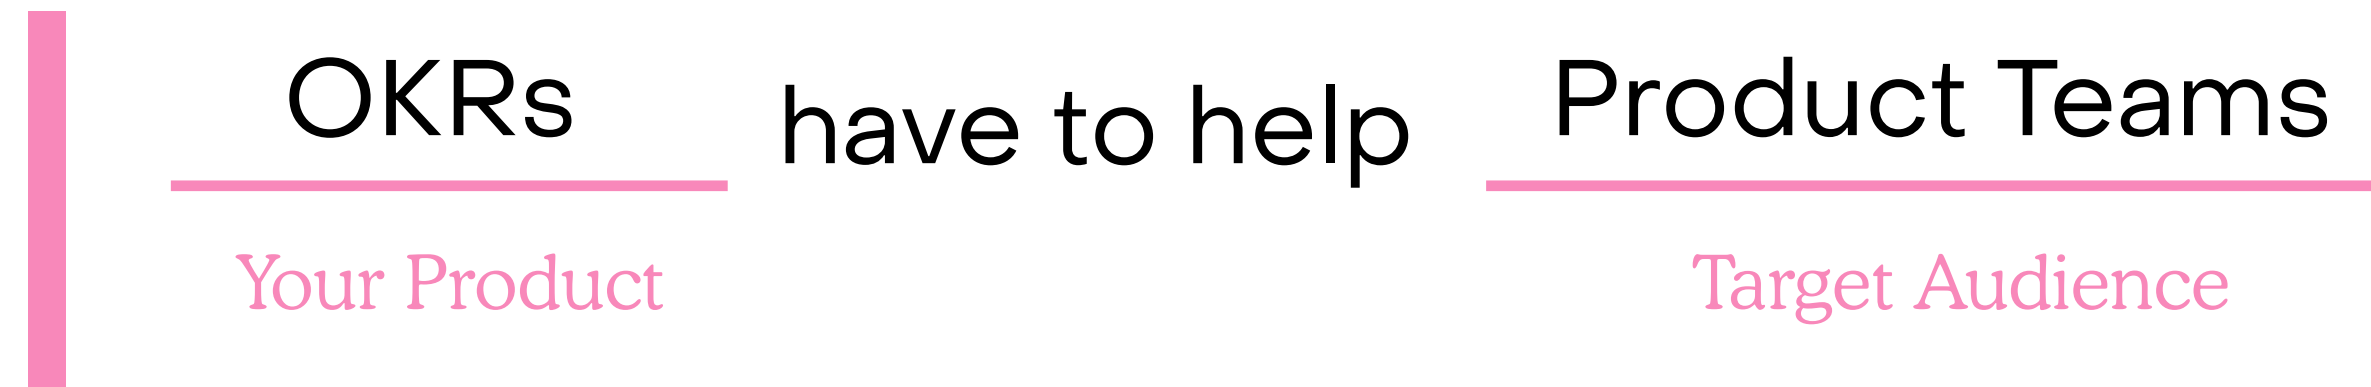 OKRs have to help Product Teams
Your Product Target Audience